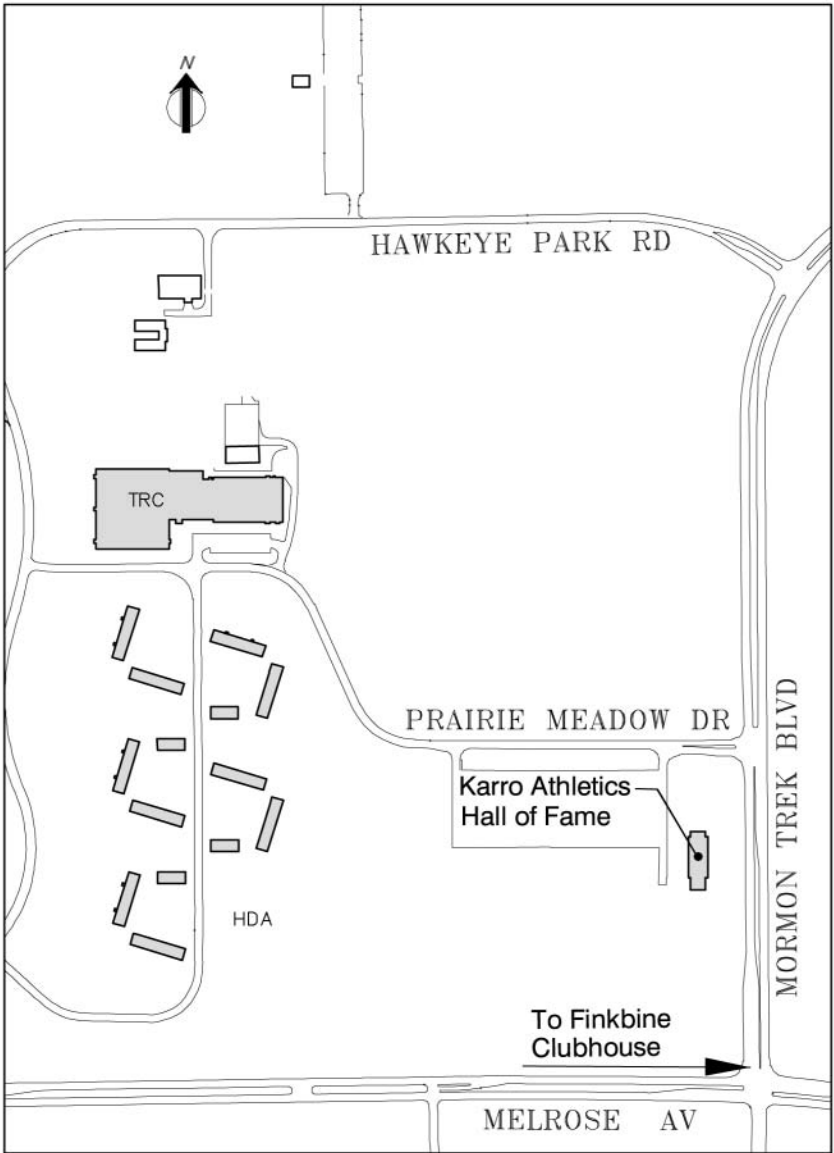 N
HAWKEYE PARK RD
TRC
PRAIRIE MEADOW DR
MORMON TREK BLVD
Karro Athletics
Hall of Fame
HDA
To Finkbine
Clubhouse
MELROSE AV